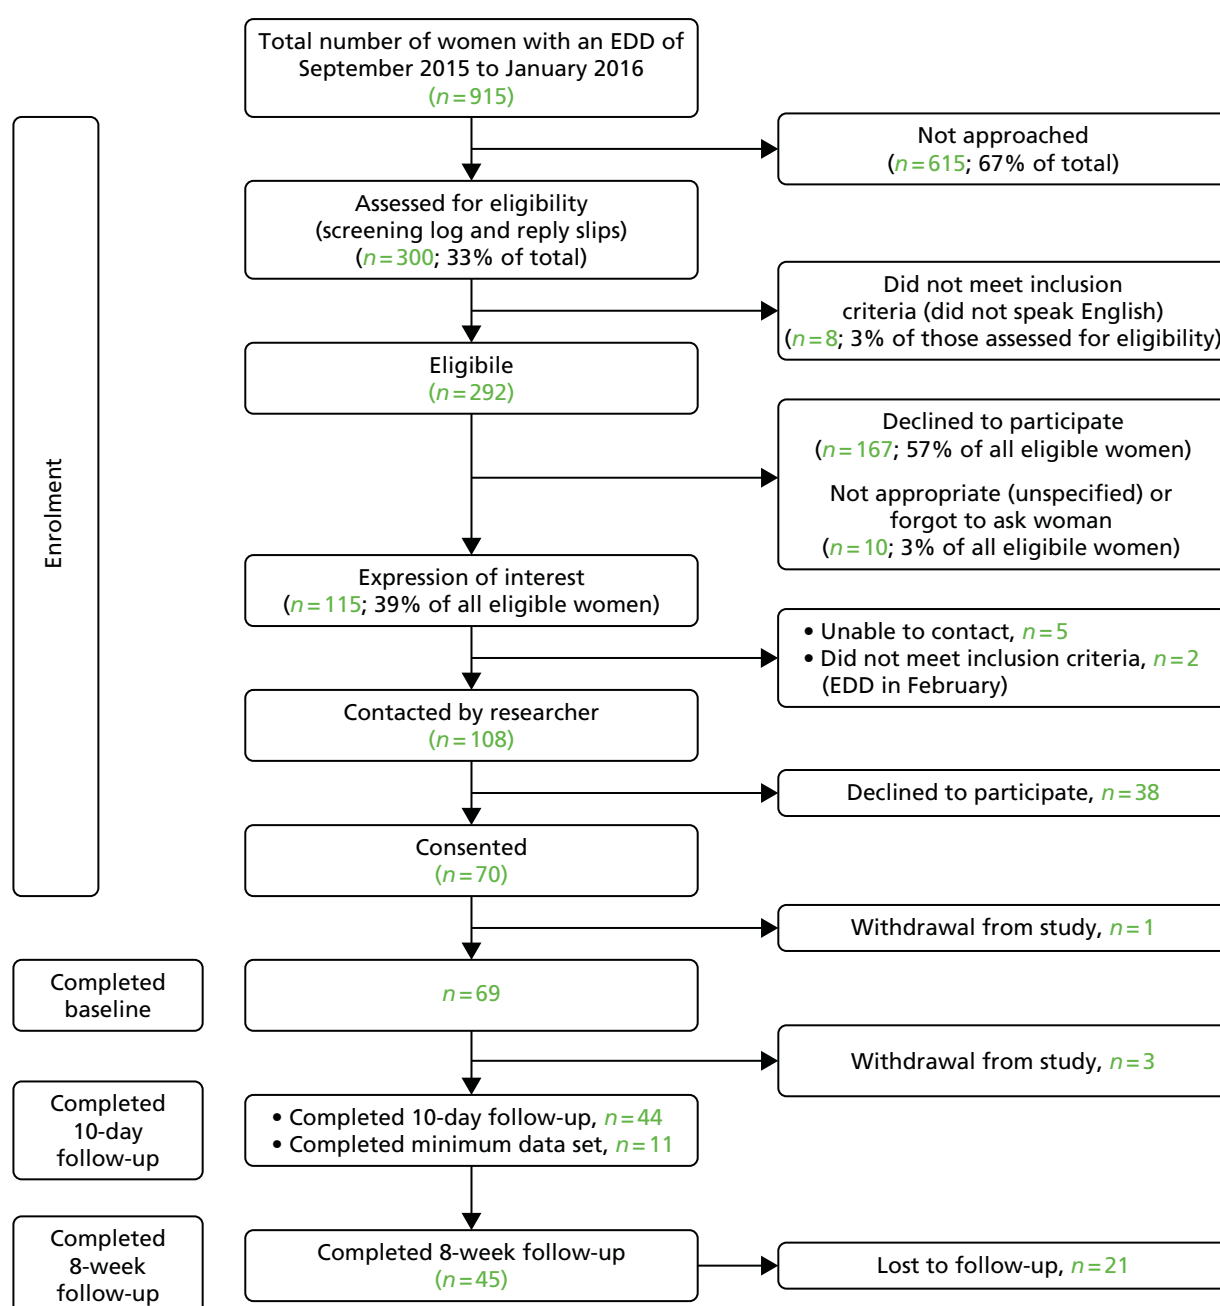 Total number of women with an EDD of
September 2015 to January 2016
(n=915)
Not approached
(n=615; 67% of total)
Assessed for eligibility
(screening log and reply slips)
(n=300; 33% of total)
Did not meet inclusion
criteria (did not speak English)
(n=8; 3% of those assessed for eligibility)
Eligibile
(n=292)
Declined to participate
(n=167; 57% of all eligible women)
Not appropriate (unspecified) or
forgot to ask woman
(n=10; 3% of all eligibile women)
Enrolment
Expression of interest
(n=115; 39% of all eligible women)
• Unable to contact, n=5
• Did not meet inclusion criteria, n=2
(EDD in February)
Contacted by researcher
(n=108)
Declined to participate, n=38
Consented
(n=70)
Withdrawal from study, n=1
Completed
baseline
n=69
Withdrawal from study, n=3
Completed
10-day
follow-up
• Completed 10-day follow-up, n=44
• Completed minimum data set, n=11
Completed
8-week
follow-up
Completed 8-week follow-up
(n=45)
Lost to follow-up, n=21